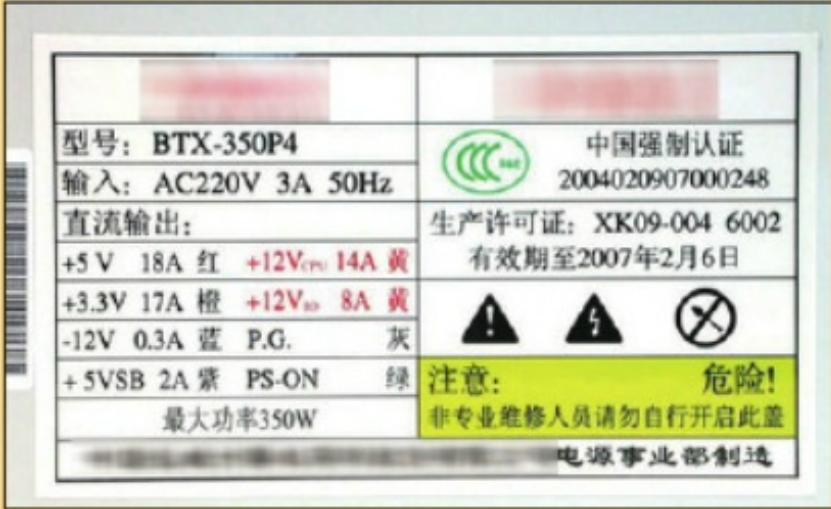 型号: BTX-350P4
输入: AC220V 3A 50Hz
直流输出:
+5 V 18A 红 +12VCPU 14A 黄
+3.3V 17A 橙 +12VIO 8A 黄
-12V 0.3A 蓝 P.G. 灰
+5VSB 2A 紫 PS-ON 绿
最大功率350W
中国强制认证
2004020907000248
生产许可证: XK09-004 6002
有效期至2007年2月6日
注意: 危险!
非专业维修人员请勿自行开启此盖
电源事业部制造